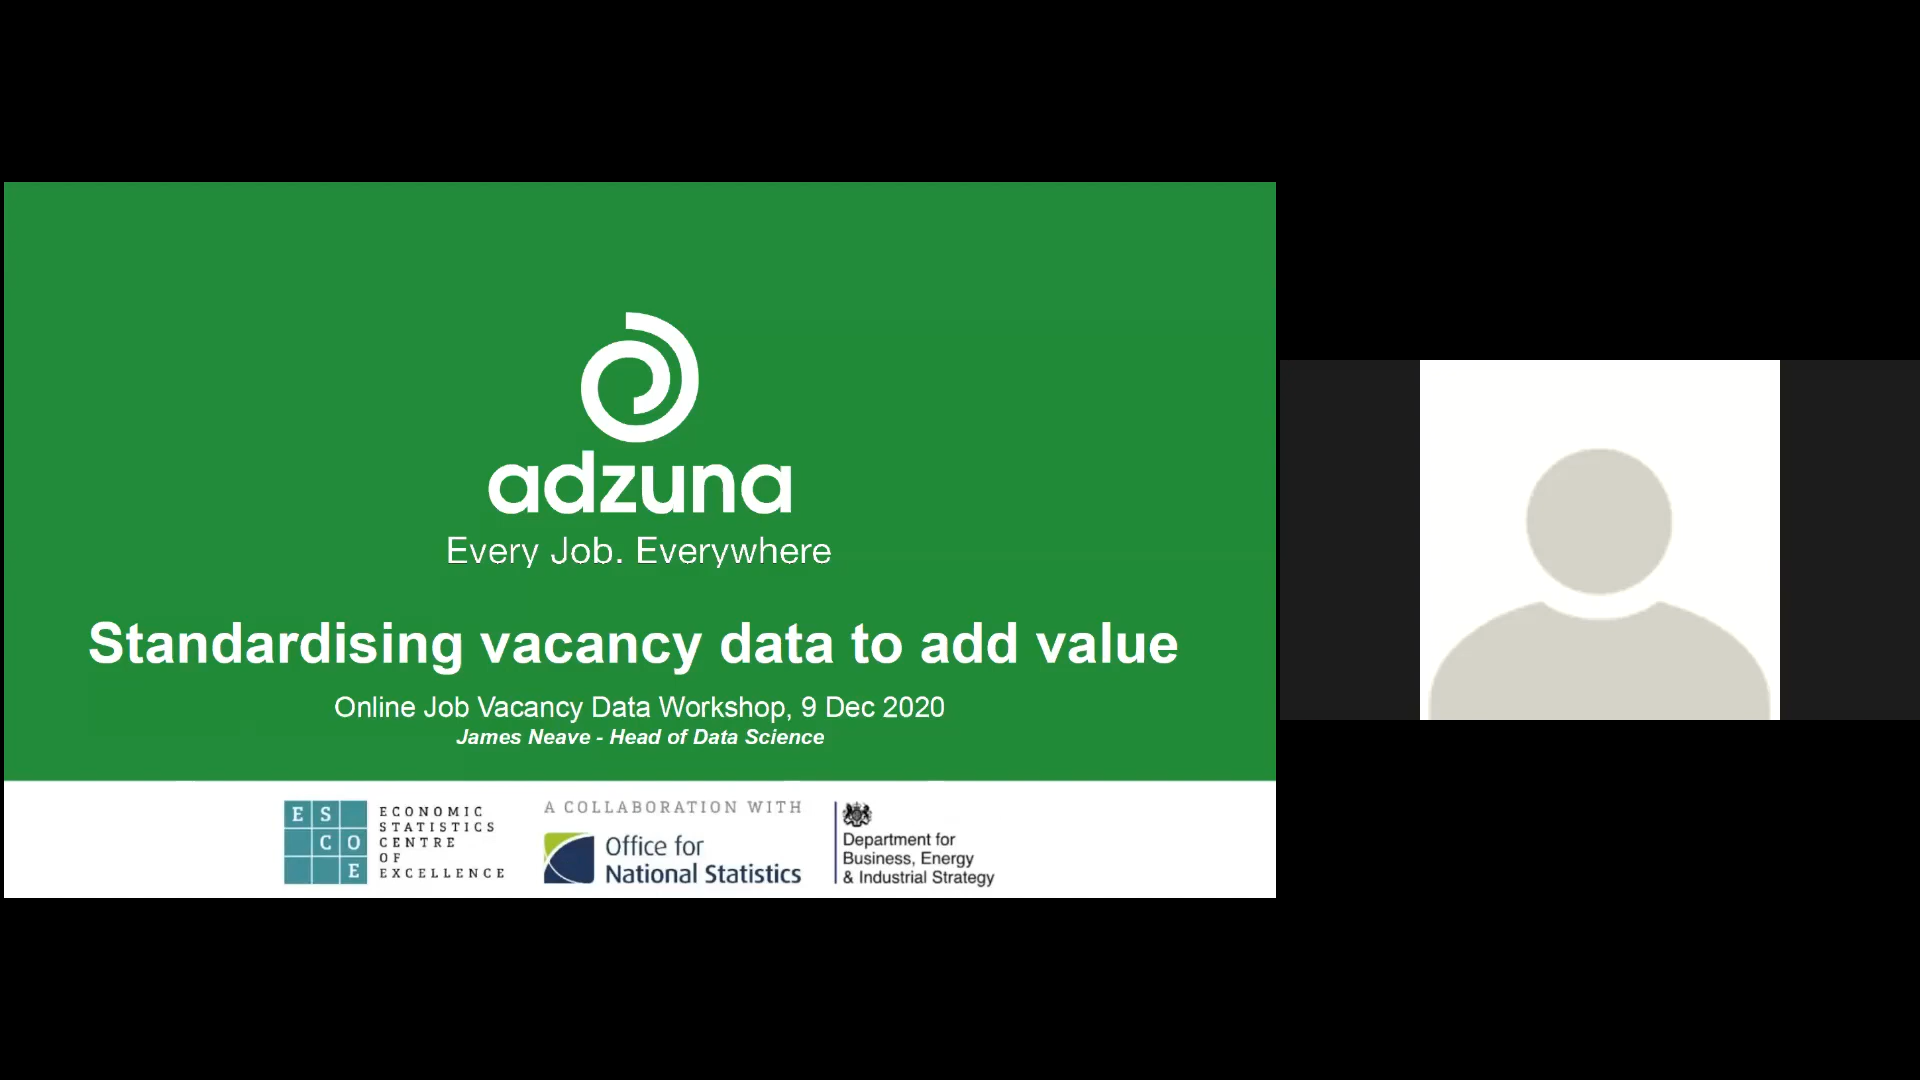 adzuna
Every Job. Everywhere
Standardising vacancy data to add value
Online Job Vacancy Data Workshop, 9 Dec 2020
James Neave - Head of Data Science
E S
C O
E
ECONOMIC
STATISTICS
CENTRE
OF
EXCELLENCE
A COLLABORATION WITH
Office for
National Statistics
Department for
Business, Energy
& Industrial Strategy